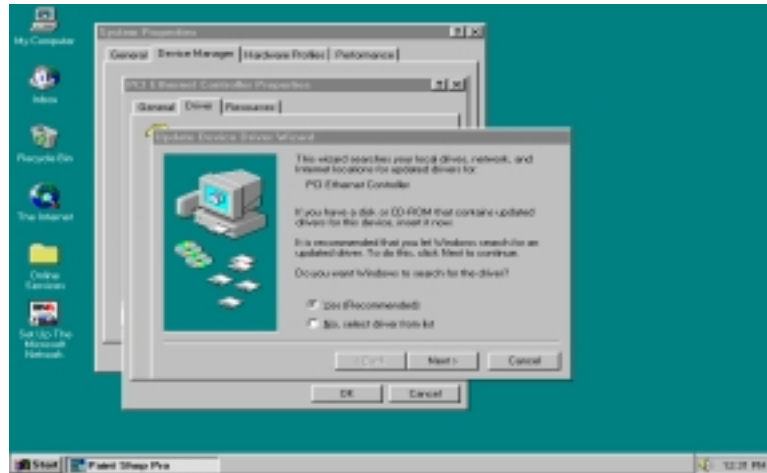 My Computer
Inbox
Recycle Bin
The Internet
Online
Services
Set Up The
Microsoft
Network
System Properties
General Device Manager Hardware Profiles Performance
PCI Ethernet Controller Properties
General Driver Resources
Update Device Driver Wizard
This wizard searches your local drives, network, and
Internet locations for updated drivers for:
PCI Ethernet Controller
If you have a disk or CD-ROM that contains updated
drivers for this device, insert it now.
It is recommended that you let Windows search for an
updated driver. To do this, click Next to continue.
Do you want Windows to search for the driver?
Yes (Recommended)
No, select driver from list
< Back Next > Cancel
OK Cancel
Start Paint Shop Pro 12:31 PM